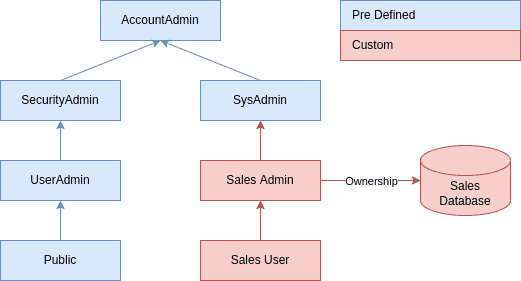 AccountAdmin
Pre Defined
Custom
SecurityAdmin
SysAdmin
UserAdmin
Sales Admin
Ownership
Sales
Database
Public
Sales User